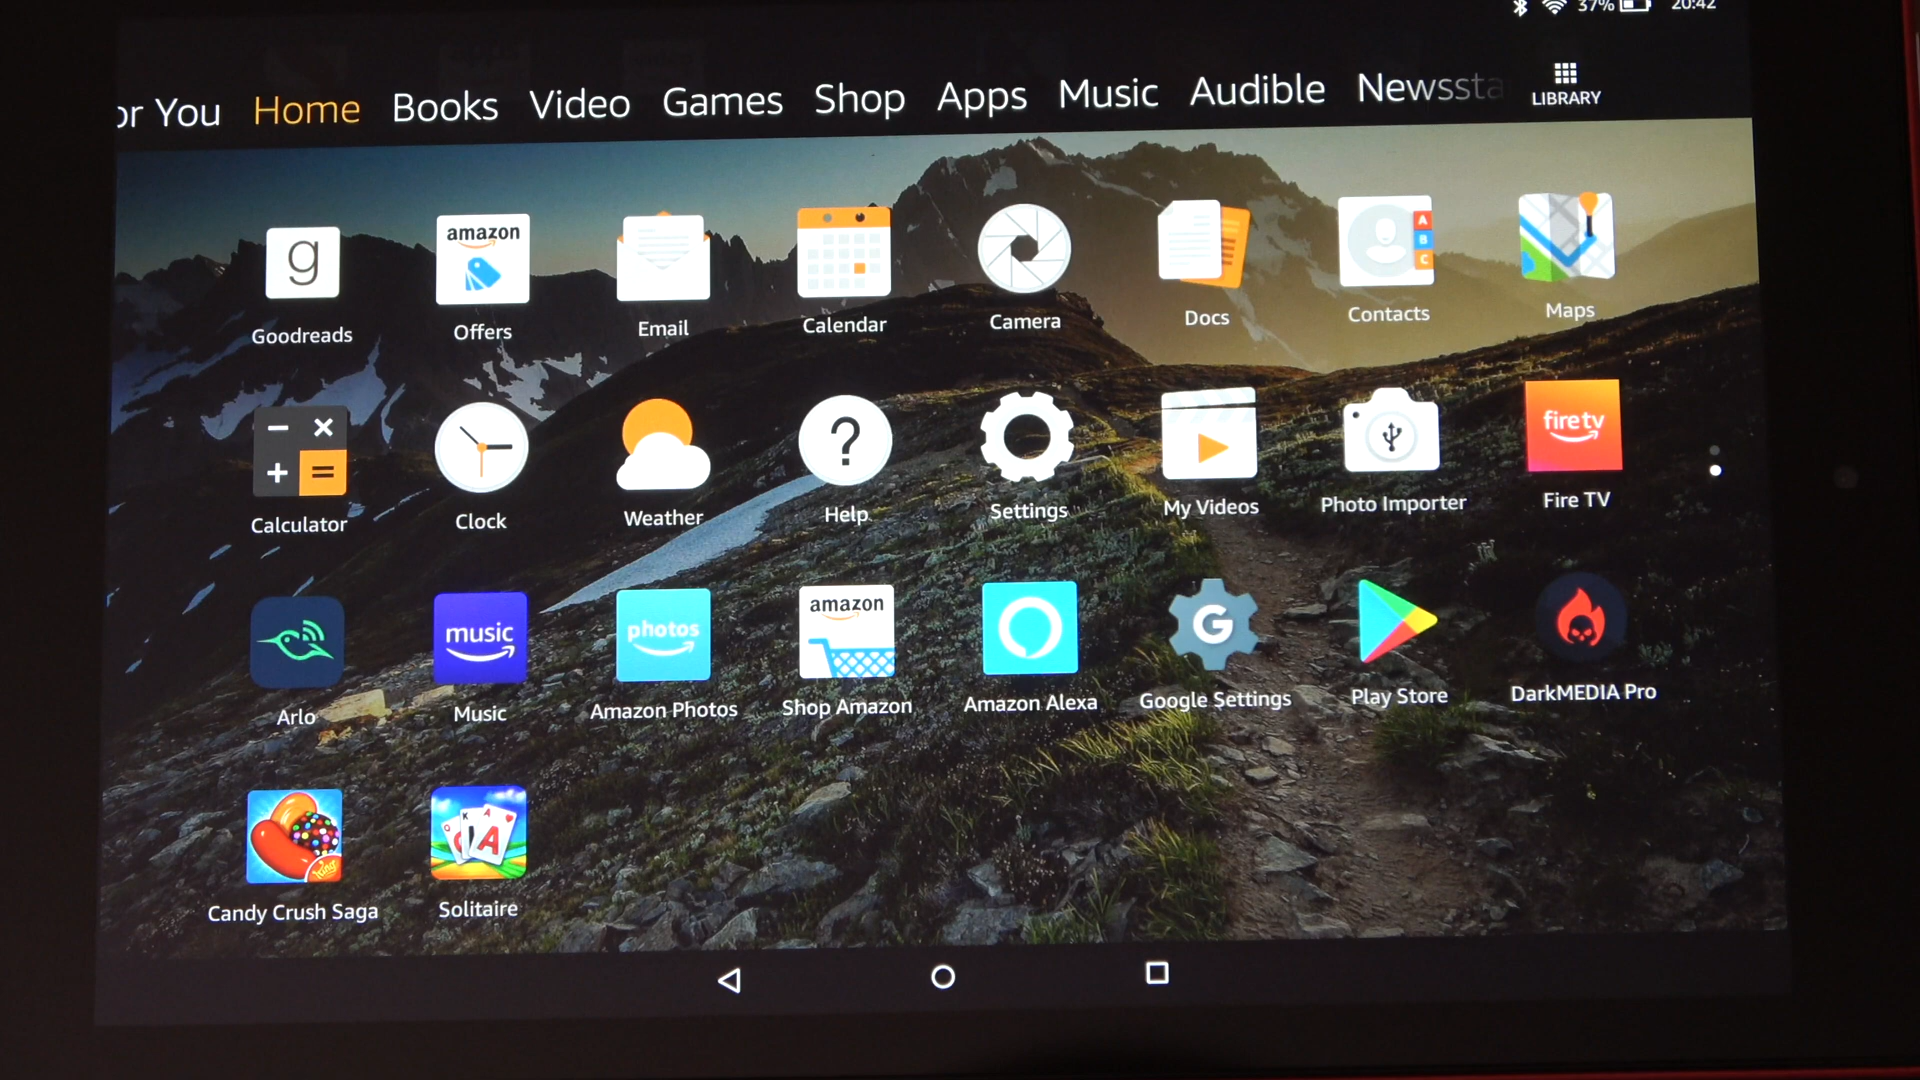 37% 20:42
or You Home Books Video Games Shop Apps Music Audible Newssta LIBRARY
g amazon A B C
Goodreads Offers Email Calendar Camera Docs Contacts Maps
− × + = ? fire tv
Calculator Clock Weather Help Settings My Videos Photo Importer Fire TV
music photos amazon G
Arlo Music Amazon Photos Shop Amazon Amazon Alexa Google Settings Play Store DarkMEDIA Pro
King K A A
Candy Crush Saga Solitaire